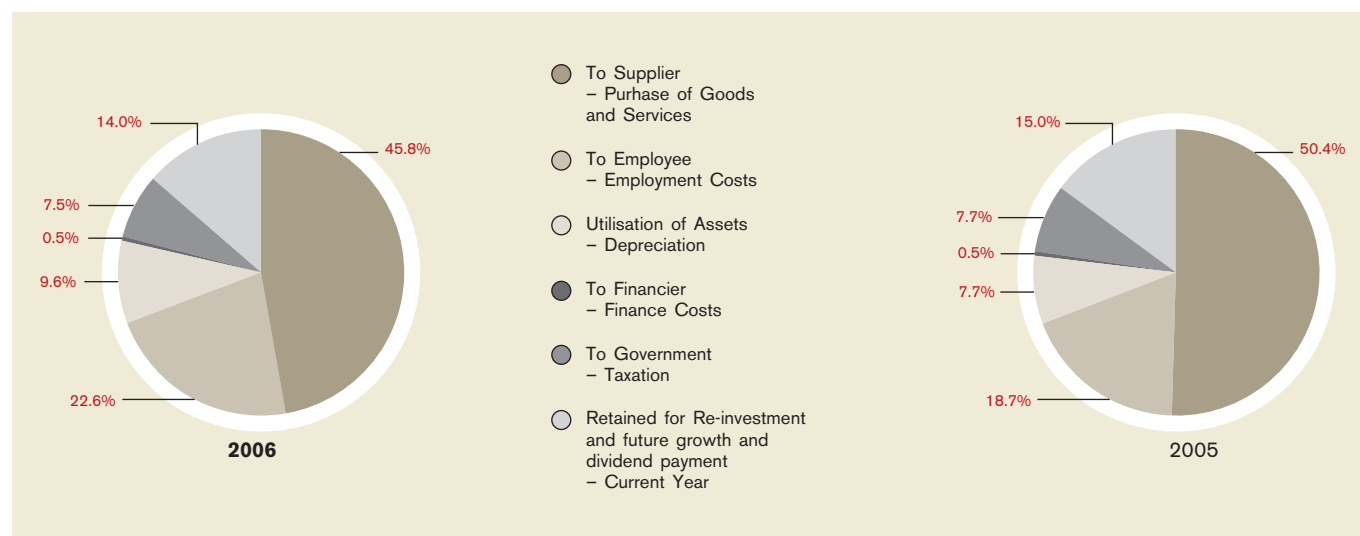 14.0%
45.8%
7.5%
0.5%
9.6%
22.6%
2006
To Supplier
– Purhase of Goods
and Services
To Employee
– Employment Costs
Utilisation of Assets
– Depreciation
To Financier
– Finance Costs
To Government
– Taxation
Retained for Re-investment
and future growth and
dividend payment
– Current Year
15.0%
50.4%
7.7%
0.5%
7.7%
18.7%
2005